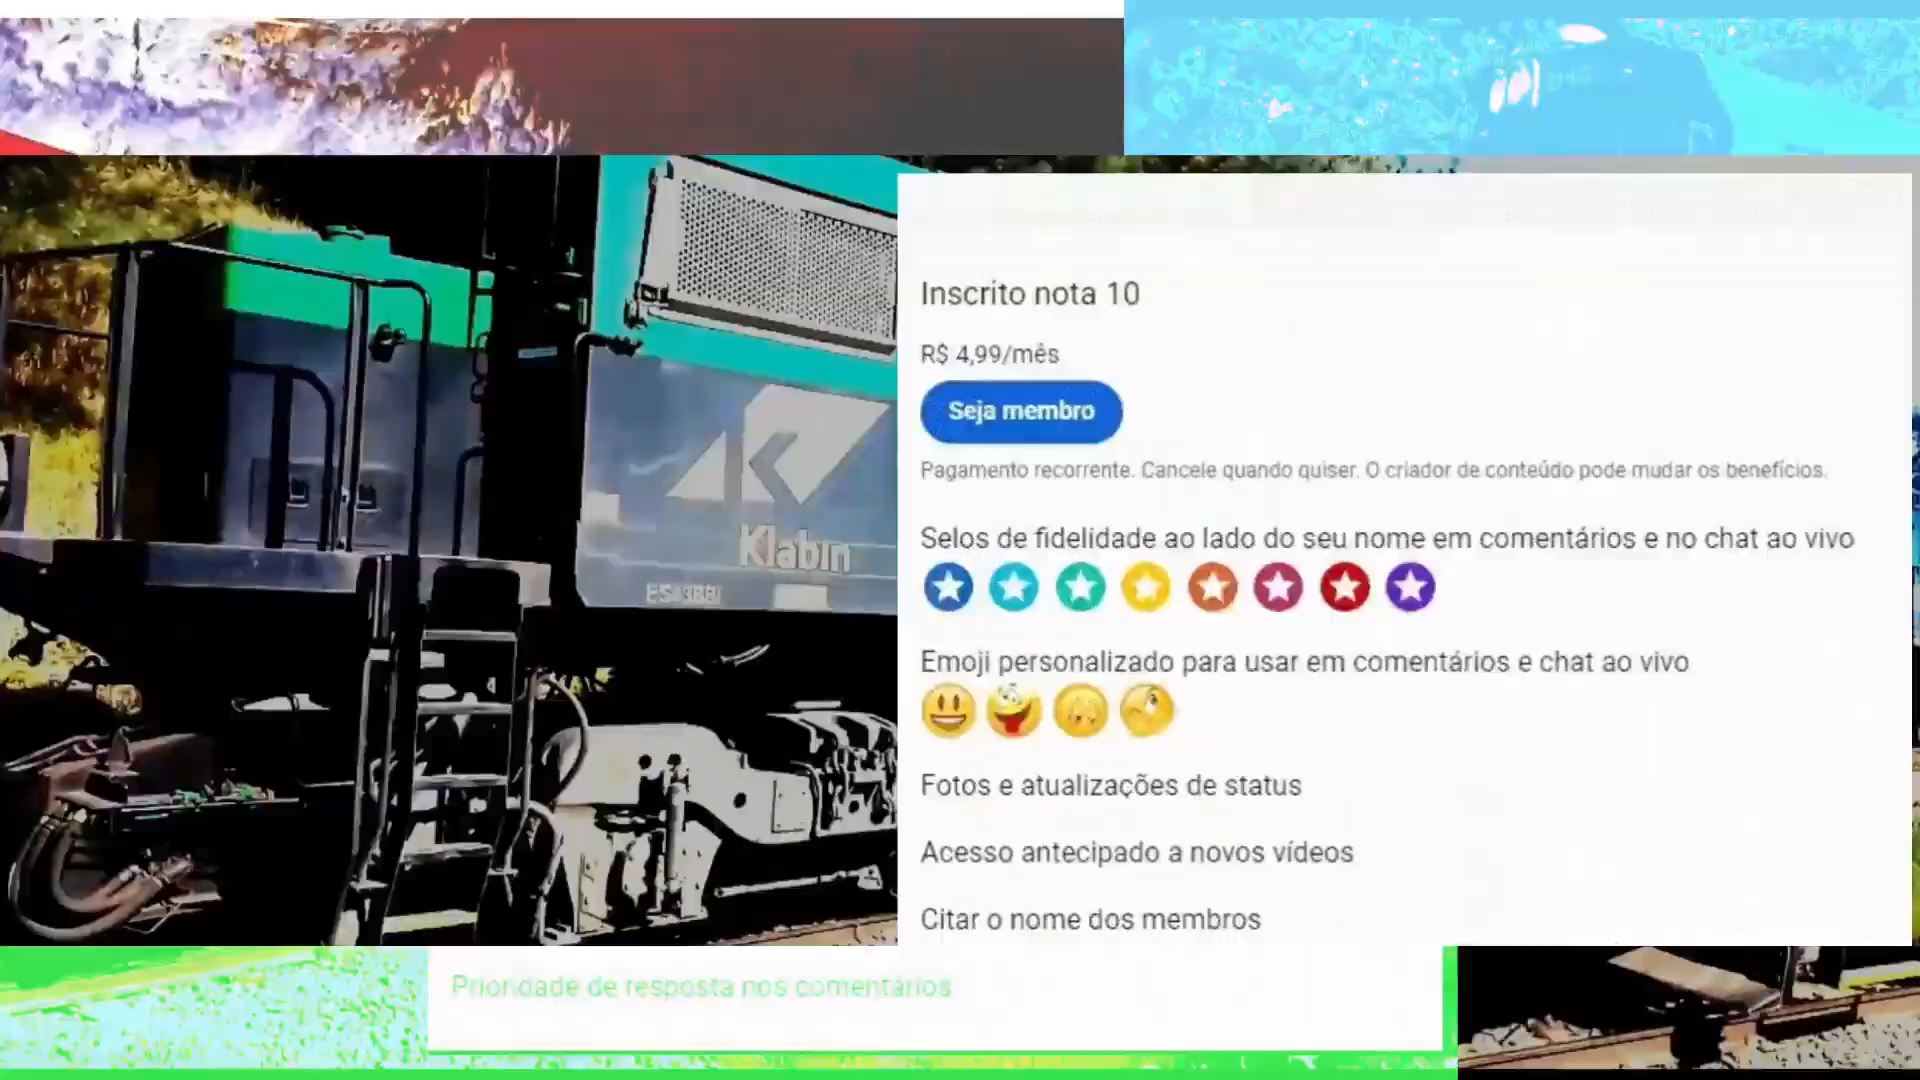 Inscrito nota 10
R$ 4,99/mês
Seja membro
Pagamento recorrente. Cancele quando quiser. O criador de conteúdo pode mudar os benefícios.
Selos de fidelidade ao lado do seu nome em comentários e no chat ao vivo
Emoji personalizado para usar em comentários e chat ao vivo
Fotos e atualizações de status
Acesso antecipado a novos vídeos
Citar o nome dos membros
Prioridade de resposta nos comentários
Klabin